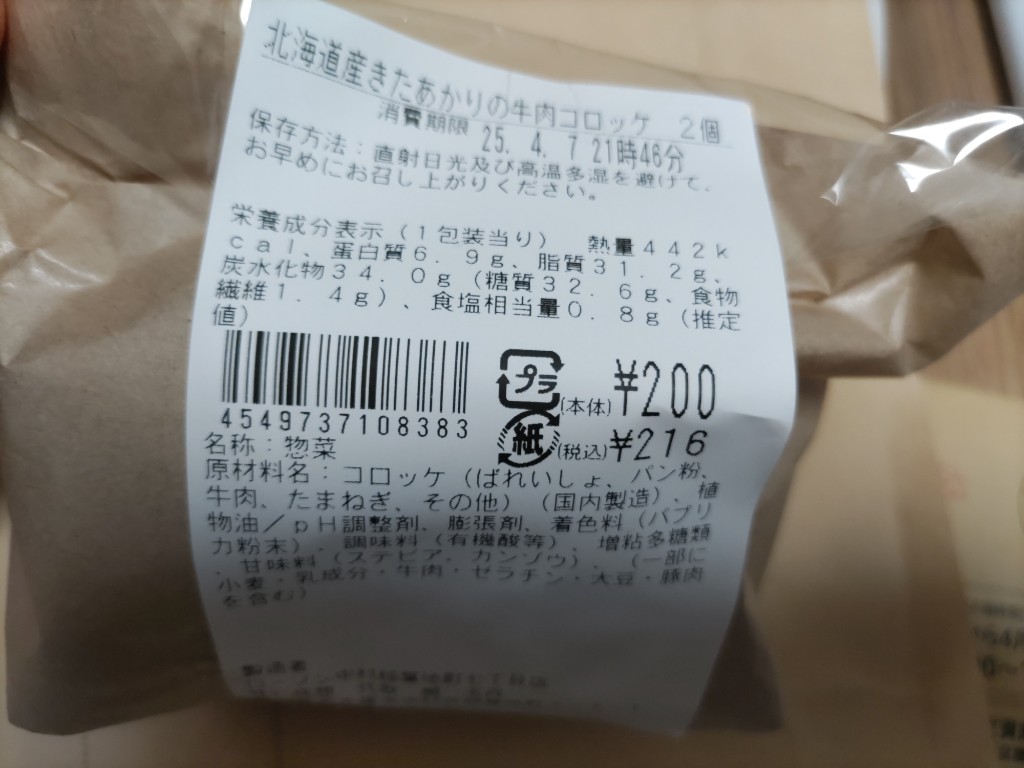 北海道産きたあかりの牛肉コロッケ 2個
消費期限 25. 4. 7 21時46分
保存方法：直射日光及び高温多湿を避けて、
お早めにお召し上がりください。
栄養成分表示（1包装当り） 熱量442k
cal、蛋白質6.9g、脂質31.2g、
炭水化物34.0g（糖質32.6g、食物
繊維1.4g）、食塩相当量0.8g（推定
値）
プラ
(本体) ¥200
4549737108383
紙
(税込) ¥216
名称：惣菜
原材料名：コロッケ（ばれいしょ、パン粉、
牛肉、たまねぎ、その他）（国内製造）、植
物油／pH調整剤、膨張剤、着色料（パプリ
カ粉末）、調味料（有機酸等）、増粘多糖類
、甘味料（ステビア、カンゾウ）、（一部に
小麦・乳成分・牛肉・ゼラチン・大豆・豚肉
を含む）
製造者